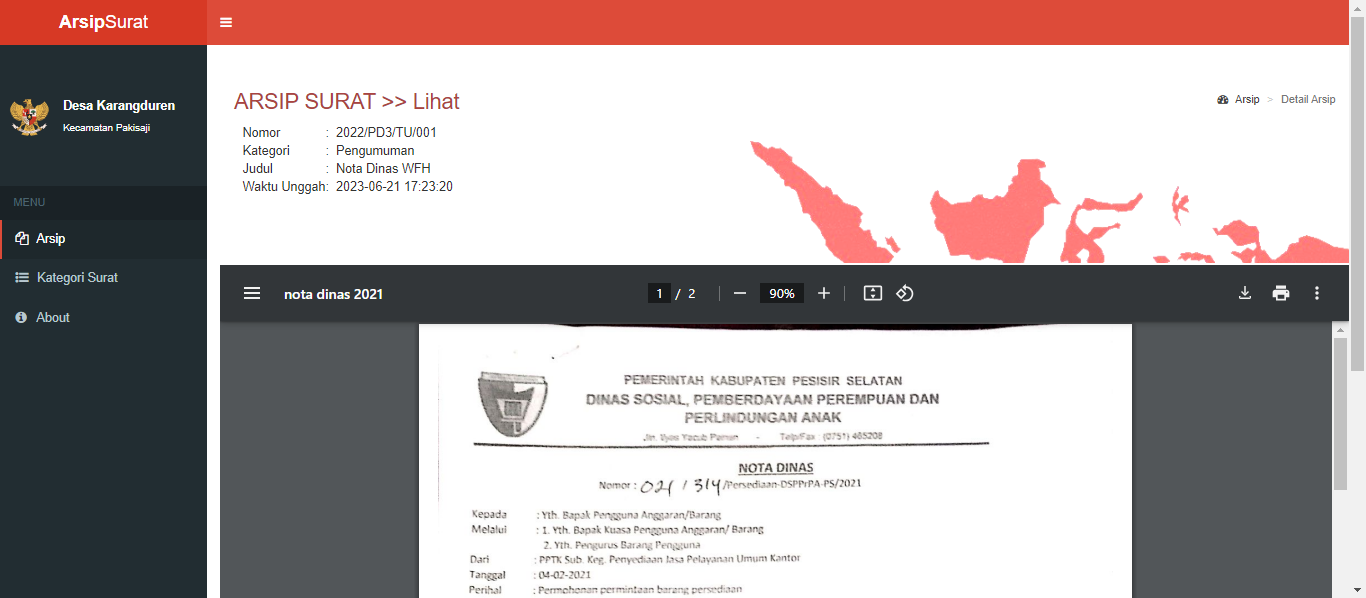 ArsipSurat
Desa Karangduren
Kecamatan Pakisaji
MENU
Arsip
Kategori Surat
About
ARSIP SURAT >> Lihat
Arsip > Detail Arsip
Nomor : 2022/PD3/TU/001
Kategori : Pengumuman
Judul : Nota Dinas WFH
Waktu Unggah: 2023-06-21 17:23:20
nota dinas 2021
1 / 2
90%
PEMERINTAH KABUPATEN PESISIR SELATAN
DINAS SOSIAL, PEMBERDAYAAN PEREMPUAN DAN
PERLINDUNGAN ANAK
Jln. Ilyas Yacub Painan - Telp/Fax : (0751) 465208
NOTA DINAS
Nomor : 021 / 314 /Persediaan-DSPPrPA-PS/2021
Kepada : Yth. Bapak Pengguna Anggaran/Barang
Melalui : 1. Yth. Bapak Kuasa Pengguna Anggaran/ Barang
2. Yth. Pengurus Barang Pengguna
Dari : PPTK Sub. Keg. Penyediaan Jasa Pelayanan Umum Kantor
Tanggal : 04-02-2021
Perihal : Permohonan permintaan barang persediaan